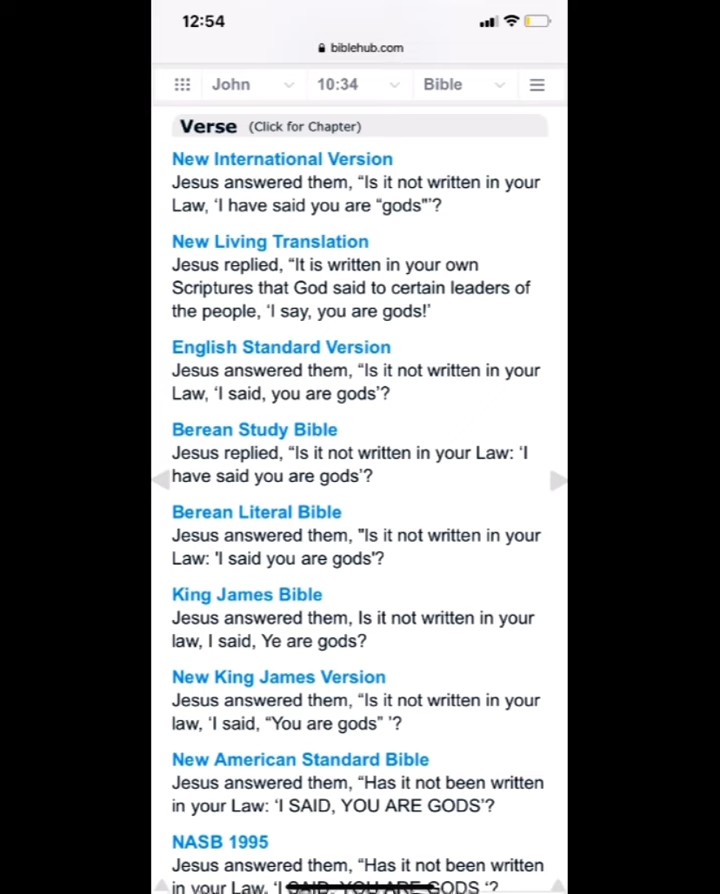 12:54
biblehub.com
John 10:34 Bible
Verse (Click for Chapter)
New International Version
Jesus answered them, “Is it not written in your
Law, ‘I have said you are “gods”’?
New Living Translation
Jesus replied, “It is written in your own
Scriptures that God said to certain leaders of
the people, ‘I say, you are gods!’
English Standard Version
Jesus answered them, “Is it not written in your
Law, ‘I said, you are gods’?
Berean Study Bible
Jesus replied, “Is it not written in your Law: ‘I
have said you are gods’?
Berean Literal Bible
Jesus answered them, "Is it not written in your
Law: 'I said you are gods'?
King James Bible
Jesus answered them, Is it not written in your
law, I said, Ye are gods?
New King James Version
Jesus answered them, “Is it not written in your
law, ‘I said, “You are gods” ’?
New American Standard Bible
Jesus answered them, “Has it not been written
in your Law: ‘I SAID, YOU ARE GODS’?
NASB 1995
Jesus answered them, “Has it not been written
in your Law, ‘I SAID, YOU ARE GODS ‘?